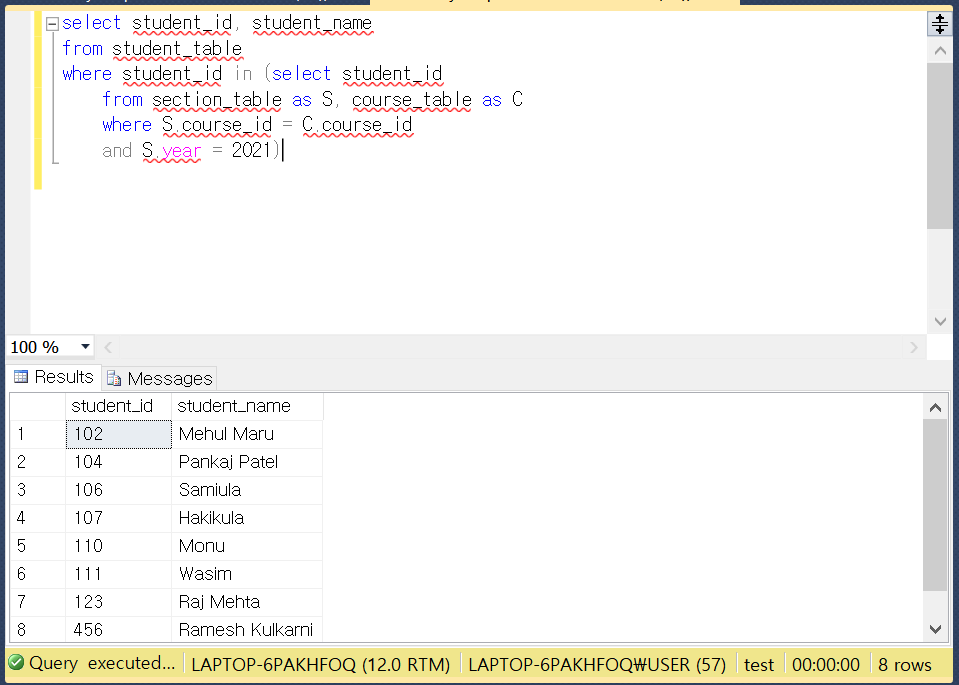 select student_id, student_name
from student_table
where student_id in (select student_id
from section_table as S, course_table as C
where S.course_id = C.course_id
and S.year = 2021)
100 %
Results Messages
student_id student_name
1 102 Mehul Maru
2 104 Pankaj Patel
3 106 Samiula
4 107 Hakikula
5 110 Monu
6 111 Wasim
7 123 Raj Mehta
8 456 Ramesh Kulkarni
Query executed... LAPTOP-6PAKHFOQ (12.0 RTM) LAPTOP-6PAKHFOQ₩USER (57) test 00:00:00 8 rows